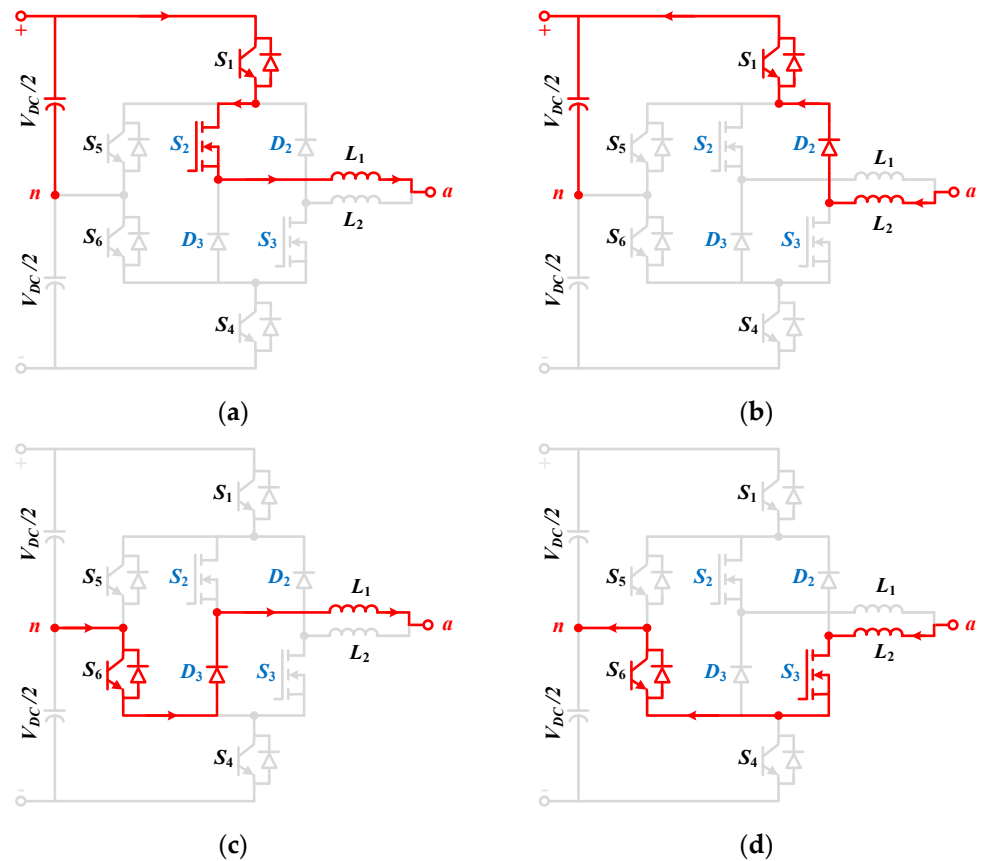 +
S1
VDC/2
S5
S2
D2
L1
n
a
L2
S6
D3
S3
VDC/2
S4
-
(a)
+
S1
VDC/2
S5
S2
D2
L1
n
a
L2
S6
D3
S3
VDC/2
S4
-
(b)
+
S1
VDC/2
S5
S2
D2
L1
n
a
L2
S6
D3
S3
VDC/2
S4
-
(c)
+
S1
VDC/2
S5
S2
D2
L1
n
a
L2
S6
D3
S3
VDC/2
S4
-
(d)